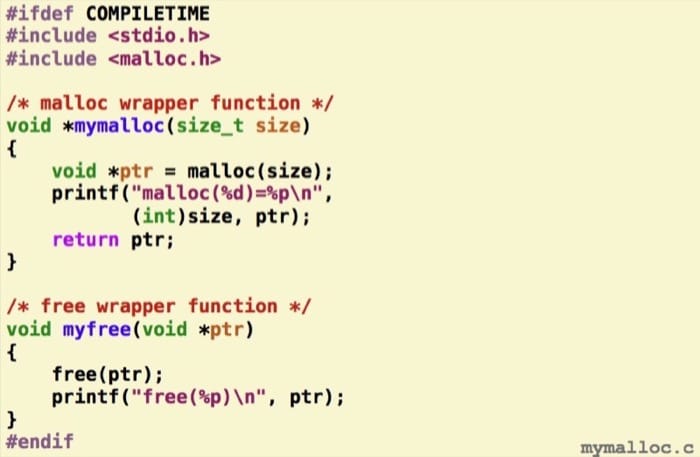 #ifdef COMPILETIME
#include <stdio.h>
#include <malloc.h>

/* malloc wrapper function */
void *mymalloc(size_t size)
{
    void *ptr = malloc(size);
    printf("malloc(%d)=%p\n",
           (int)size, ptr);
    return ptr;
}

/* free wrapper function */
void myfree(void *ptr)
{
    free(ptr);
    printf("free(%p)\n", ptr);
}
#endif
mymalloc.c